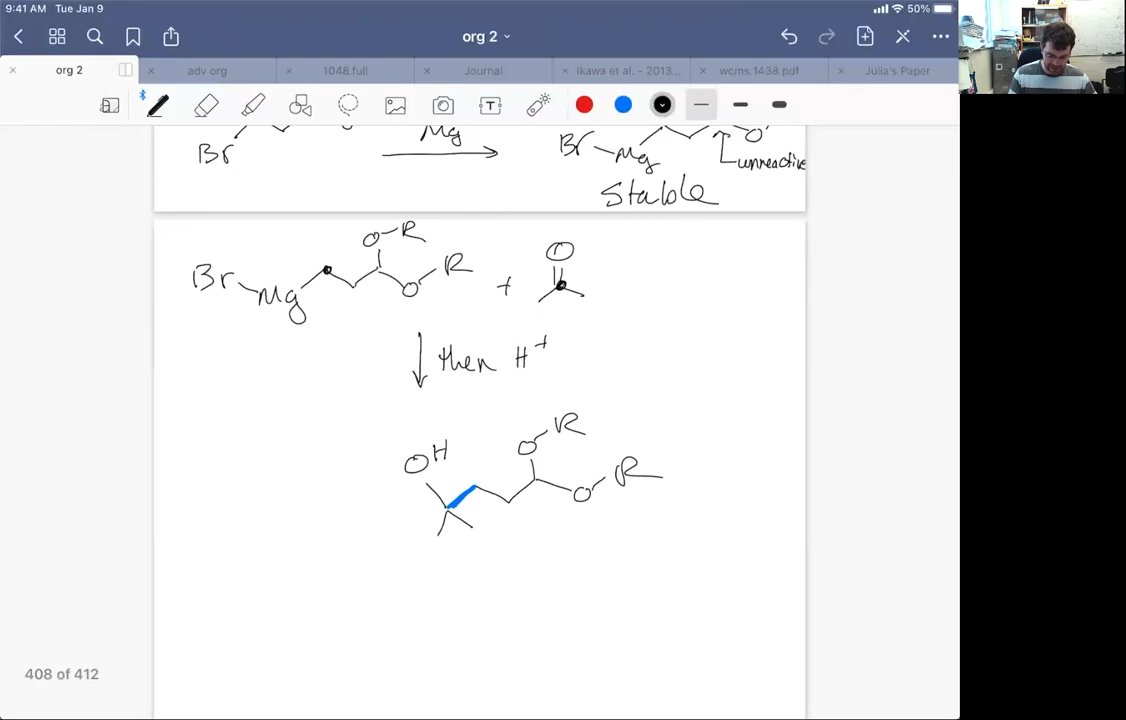 9:41 AM Tue Jan 9
50%
org 2
org 2
adv org
1048.full
Journal
Ikawa et al. - 2013...
wcms.1438.pdf
Julia's Paper
Br
Mg
Br
Mg
O
unreactive
Stable
O-R
R
O
Br
Mg
+
O
then H+
OH
O
R
O
R
408 of 412